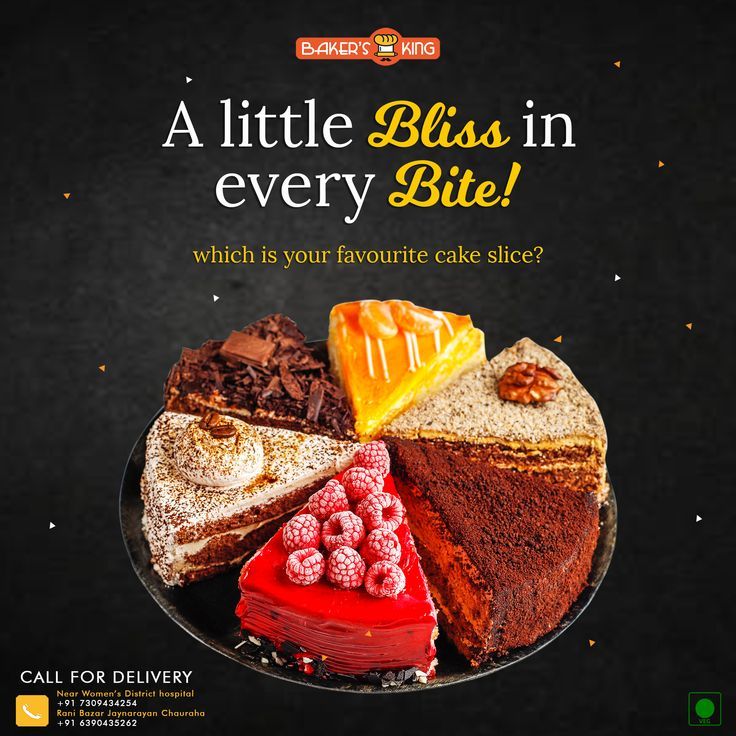 BAKER'S KING
A little Bliss in
every Bite!
which is your favourite cake slice?
CALL FOR DELIVERY
Near Women's District hospital
+91 7309434254
Rani Bazar Jaynarayan Chauraha
+91 6390435262
VEG